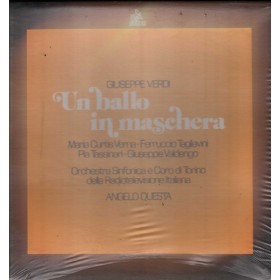 GIUSEPPE VERDI
Un ballo
in maschera
Maria Curtis Verna - Ferruccio Tagliavini
Pia Tassinari - Giuseppe Valdengo
Orchestra Sinfonica e Coro di Torino
della Radiotelevisione Italiana
ANGELO QUESTA